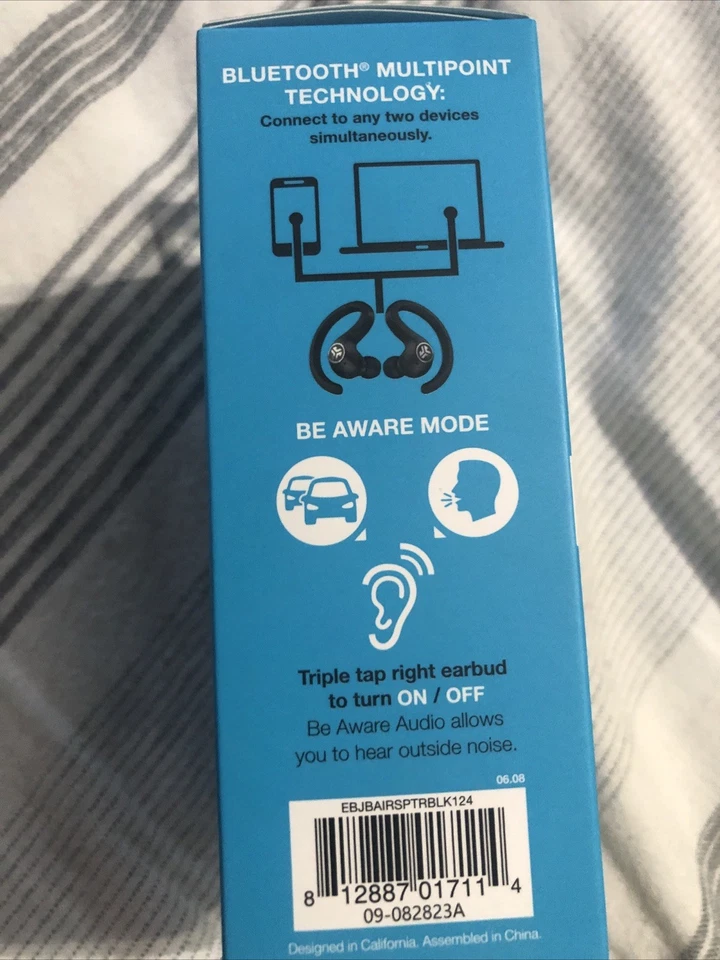 BLUETOOTH® MULTIPOINT
TECHNOLOGY:
Connect to any two devices
simultaneously.
BE AWARE MODE
Triple tap right earbud
to turn ON / OFF
Be Aware Audio allows
you to hear outside noise.
06.08
EBJBAIRSPTRBLK124
8 12887 01711 4
09-082823A
Designed in California. Assembled in China.